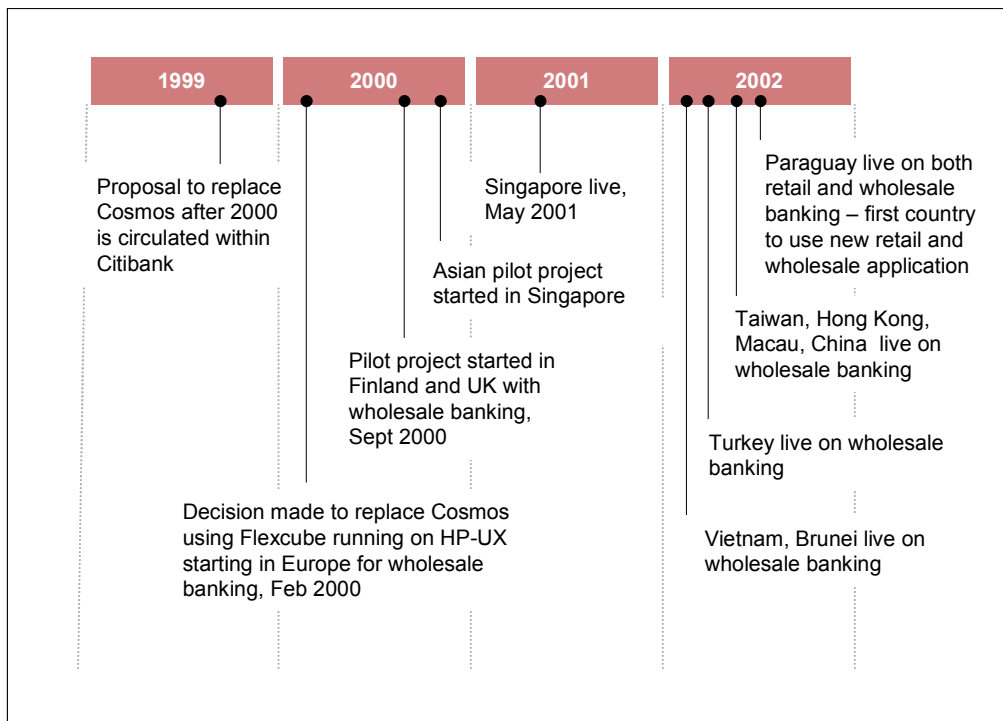 1999
2000
2001
2002
Proposal to replace
Cosmos after 2000
is circulated within
Citibank
Decision made to replace Cosmos
using Flexcube running on HP-UX
starting in Europe for wholesale
banking, Feb 2000
Pilot project started in
Finland and UK with
wholesale banking,
Sept 2000
Asian pilot project
started in Singapore
Singapore live,
May 2001
Vietnam, Brunei live on
wholesale banking
Turkey live on wholesale
banking
Taiwan, Hong Kong,
Macau, China  live on
wholesale banking
Paraguay live on both
retail and wholesale
banking – first country
to use new retail and
wholesale application